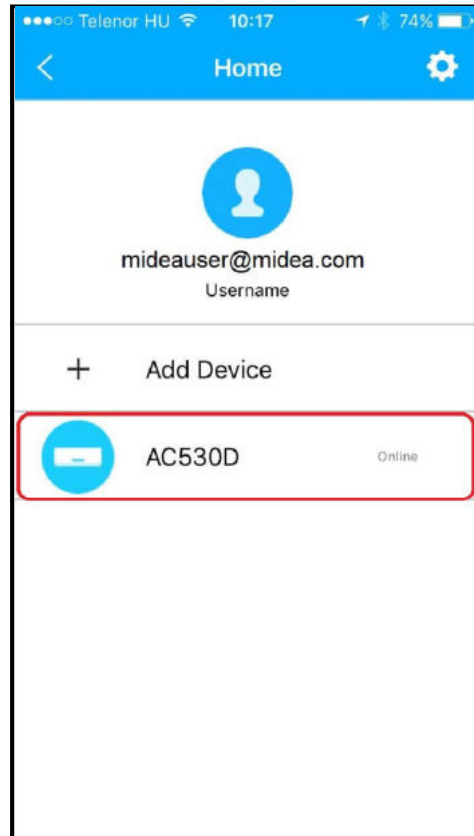 Telenor HU 10:17 74%
Home
mideauser@midea.com
Username
+ Add Device
AC530D Online